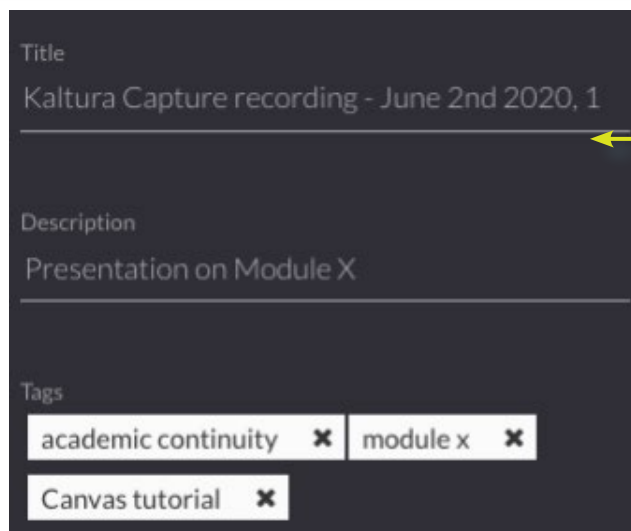 Title
Kaltura Capture recording - June 2nd 2020, 1
Description
Presentation on Module X
Tags
academic continuity ✖ module x ✖
Canvas tutorial ✖